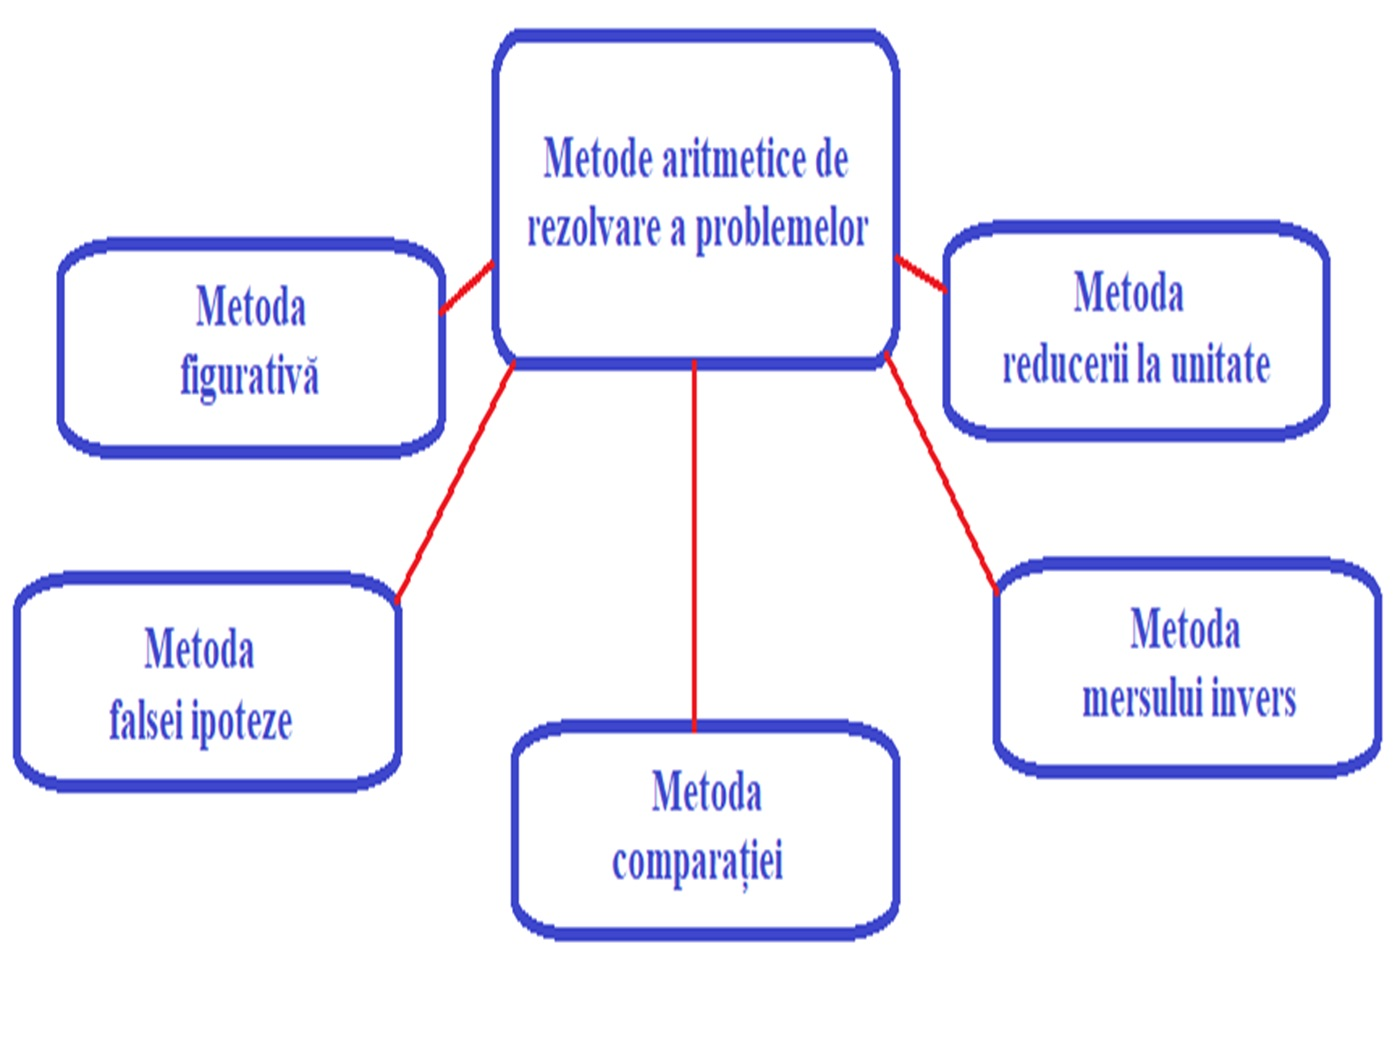 Metode aritmetice de
rezolvare a problemelor
Metoda
figurativă
Metoda
reducerii la unitate
Metoda
falsei ipoteze
Metoda
mersului invers
Metoda
comparației